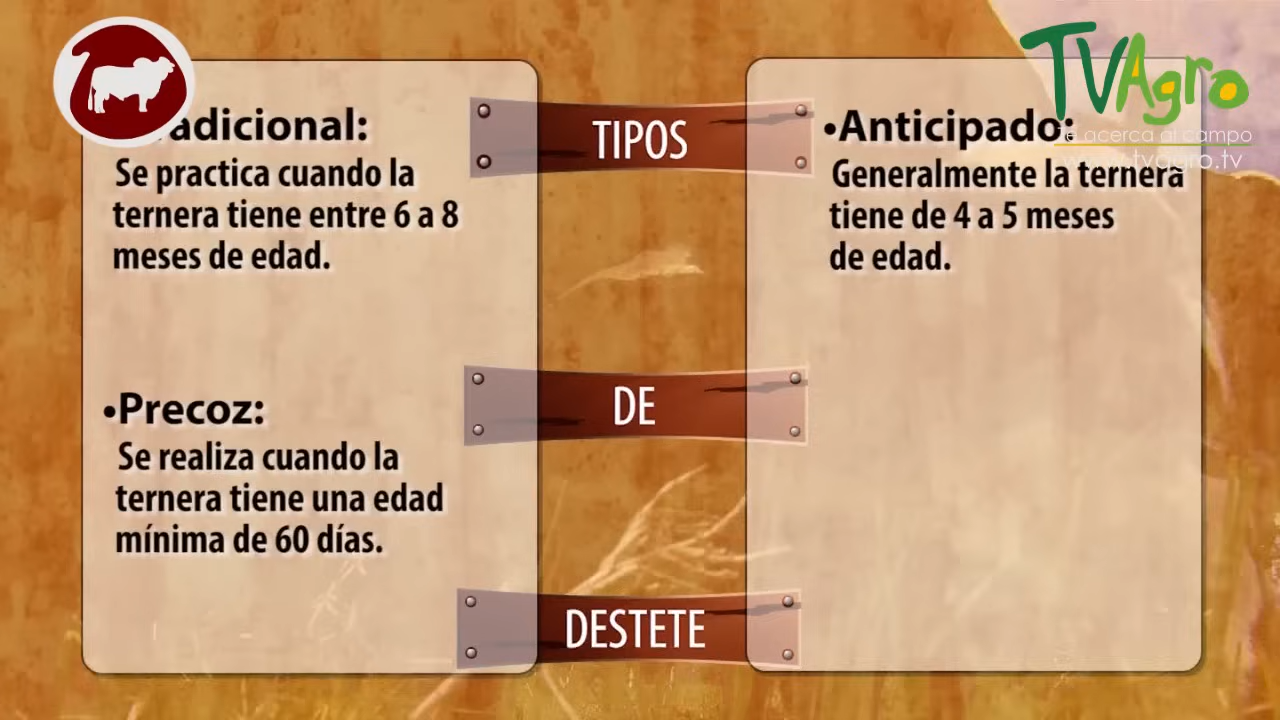 adicional:
Se practica cuando la
ternera tiene entre 6 a 8
meses de edad.
•Precoz:
Se realiza cuando la
ternera tiene una edad
mínima de 60 días.
TIPOS
DE
DESTETE
•Anticipado:
Generalmente la ternera
tiene de 4 a 5 meses
de edad.
TVAgro
te acerca al campo
www.tvagro.tv